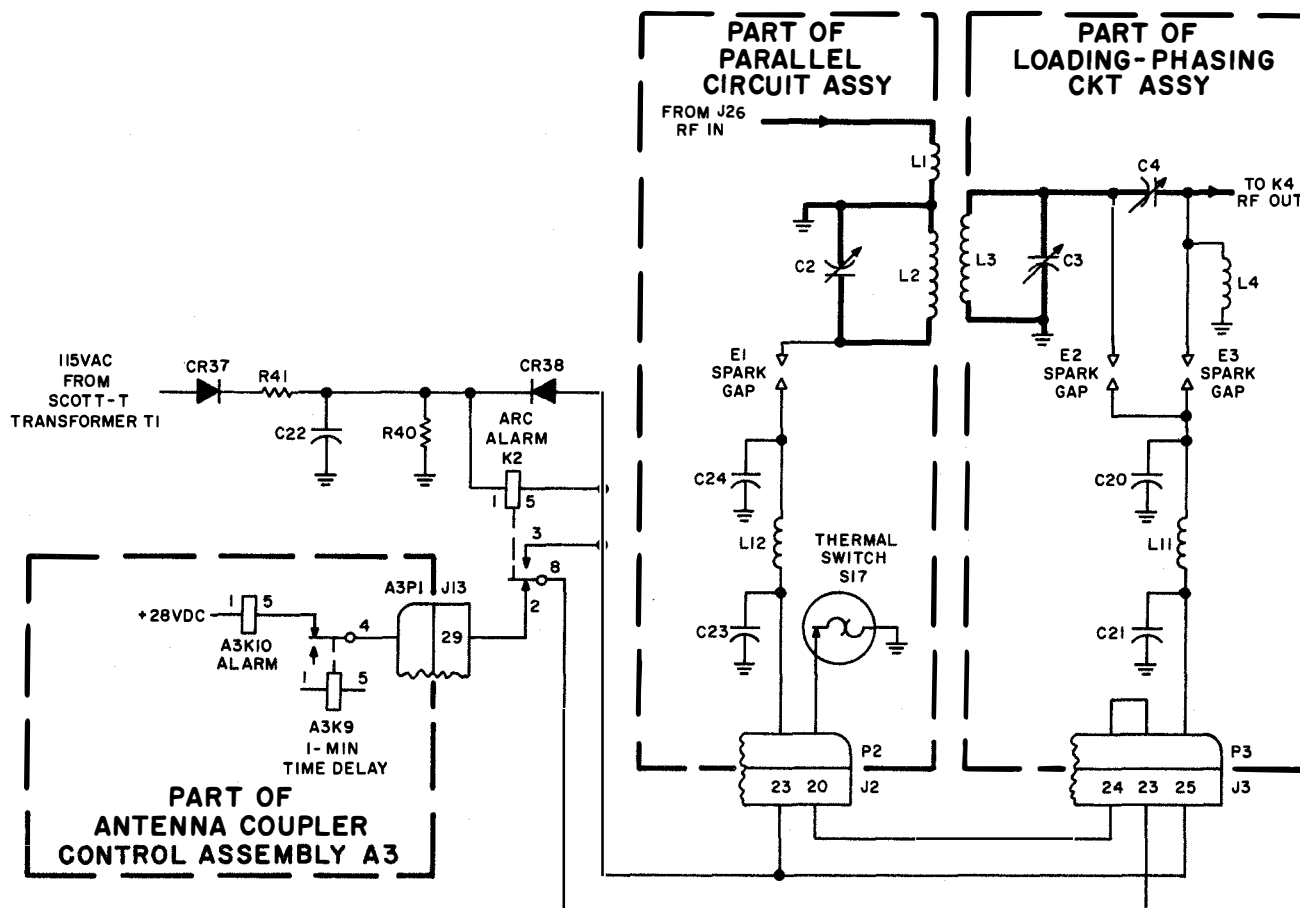 PART OF
PARALLEL
CIRCUIT ASSY
FROM J26
RF IN
L1
C2
L2
E1
SPARK
GAP
C24
L12
C23
THERMAL
SWITCH
S17
P2
23 20
J2
PART OF
LOADING-PHASING
CKT ASSY
C4
TO K4
RF OUT
L3
C3
L4
E2
SPARK
GAP
E3
SPARK
GAP
C20
L11
C21
P3
24 23 25
J3
115VAC
FROM
SCOTT-T
TRANSFORMER T1
CR37
R41
C22
R40
CR38
ARC
ALARM
K2
1 5
3
8
2
A3P1 J13
29
+28VDC
1 5
A3K10
ALARM
4
1 5
A3K9
1-MIN
TIME DELAY
PART OF
ANTENNA COUPLER
CONTROL ASSEMBLY A3